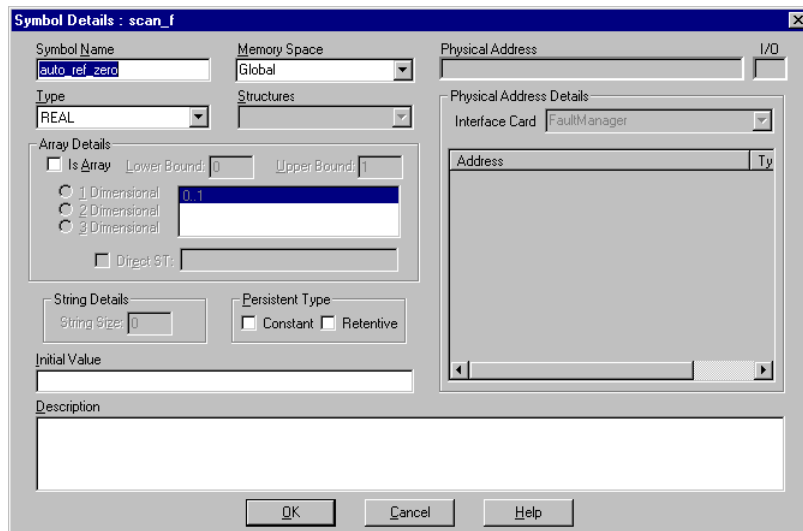 Symbol Details : scan_f
Symbol Name
Memory Space
Physical Address
I/O
auto_ref_zero
Global
Type
Structures
Physical Address Details
REAL
Interface Card
FaultManager
Array Details
Is Array
Lower Bound:
0
Upper Bound:
1
Address
Ty
1 Dimensional
0..1
2 Dimensional
3 Dimensional
Direct ST:
String Details
Persistent Type
String Size:
0
Constant
Retentive
Initial Value
Description
OK
Cancel
Help